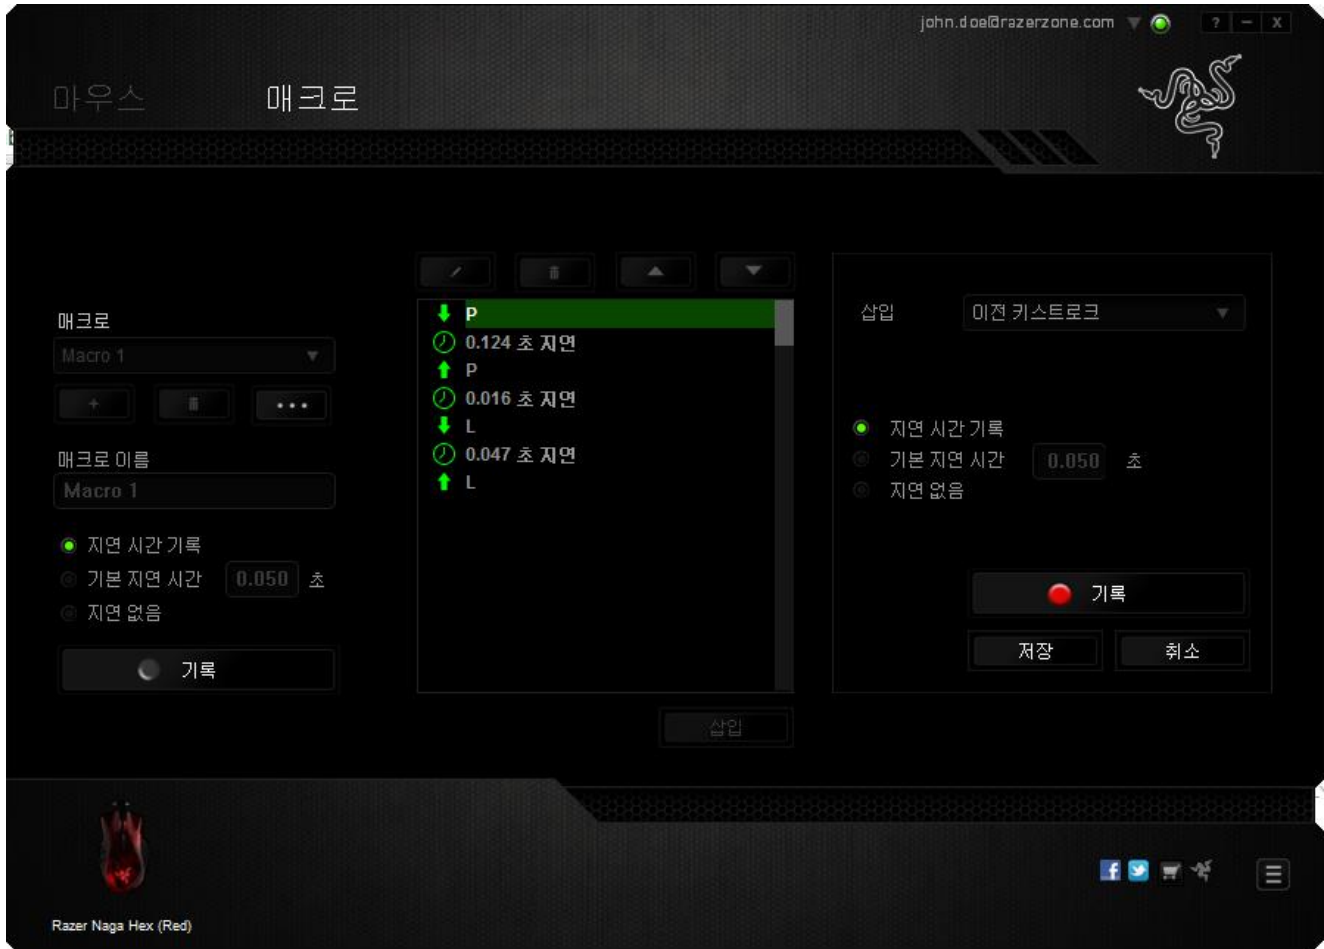 john.doe@razerzone.com
? – X
마우스
매크로
매크로
Macro 1
+
...
매크로 이름
Macro 1
지연 시간 기록
기본 지연 시간 0.050 초
지연 없음
기록
P
0.124 초 지연
P
0.016 초 지연
L
0.047 초 지연
L
삽입
삽입 이전 키스트로크
지연 시간 기록
기본 지연 시간 0.050 초
지연 없음
기록
저장
취소
Razer Naga Hex (Red)
f